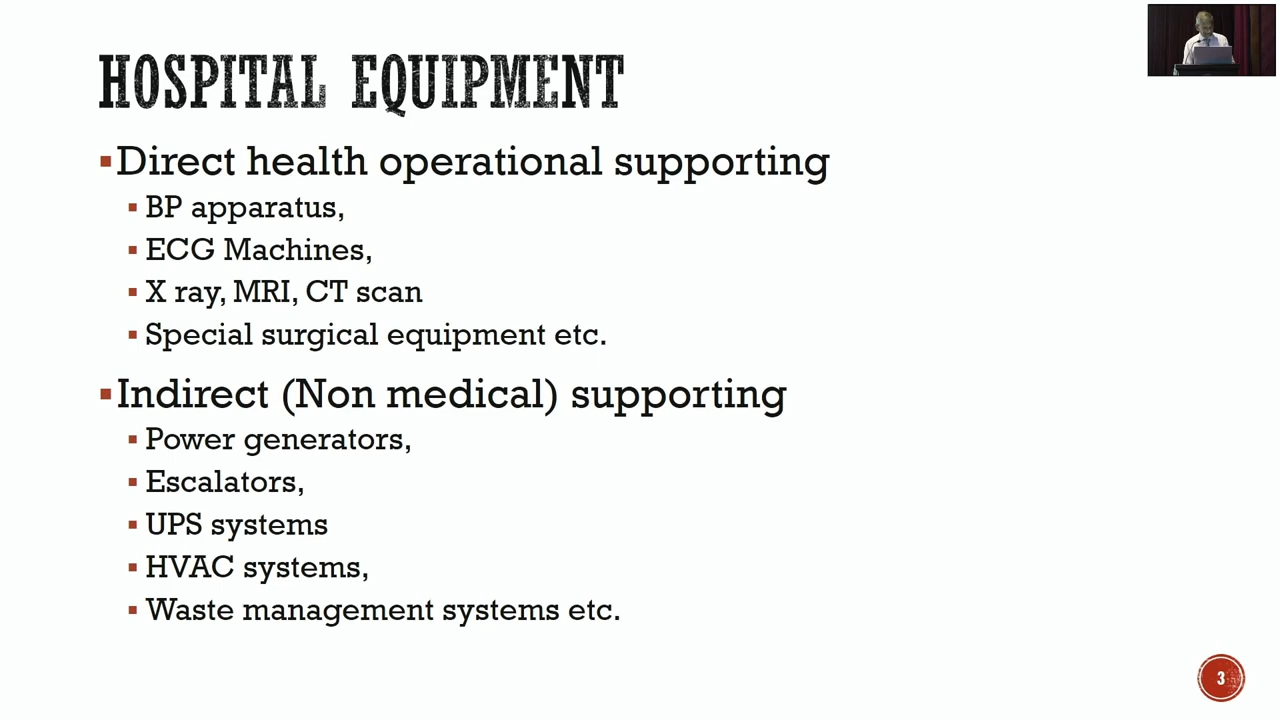 HOSPITAL EQUIPMENT
▪Direct health operational supporting
▪ BP apparatus,
▪ ECG Machines,
▪ X ray, MRI, CT scan
▪ Special surgical equipment etc.
▪Indirect (Non medical) supporting
▪ Power generators,
▪ Escalators,
▪ UPS systems
▪ HVAC systems,
▪ Waste management systems etc.
3